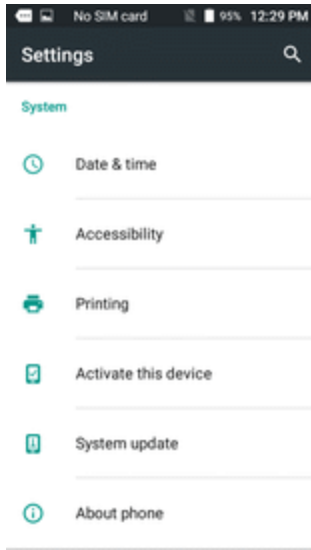 No SIM card 95% 12:29 PM
Settings
System
Date & time
Accessibility
Printing
Activate this device
System update
About phone